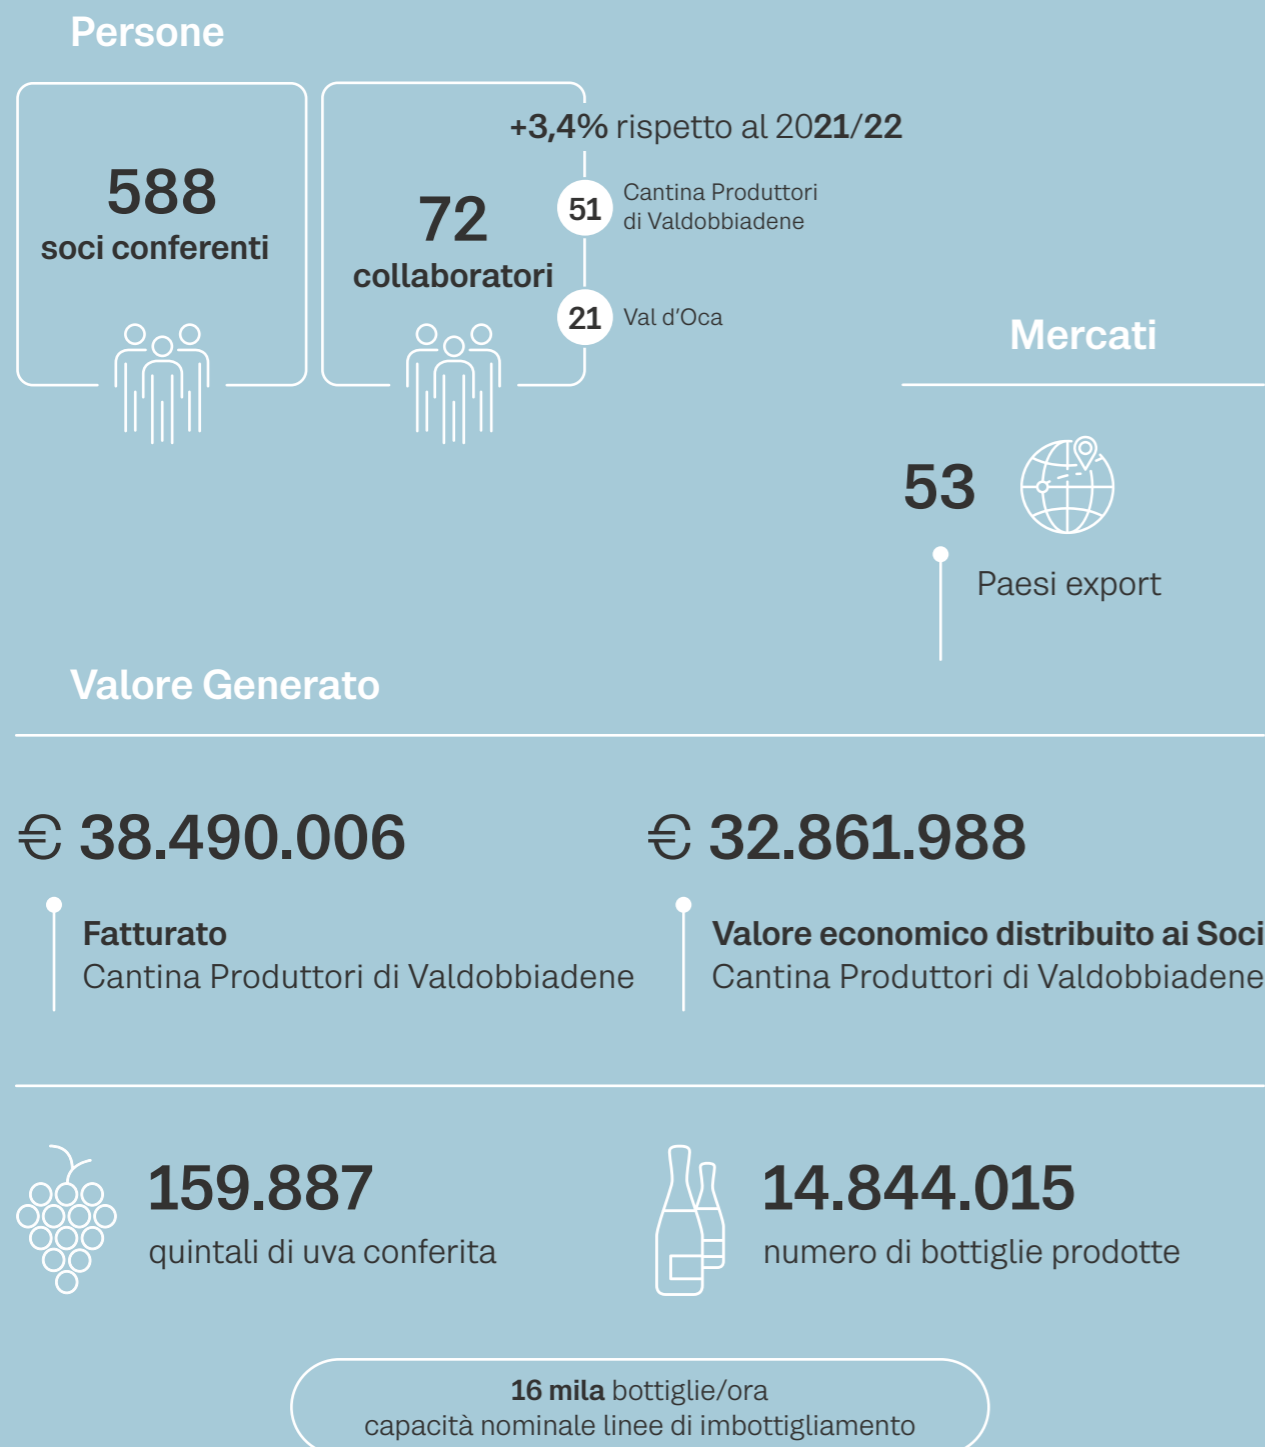 Persone
588
soci conferenti
72
collaboratori
+3,4% rispetto al 2021/22
51
Cantina Produttori
di Valdobbiadene
21
Val d'Oca
Mercati
53
Paesi export
Valore Generato
€ 38.490.006
Fatturato
Cantina Produttori di Valdobbiadene
€ 32.861.988
Valore economico distribuito ai Soci
Cantina Produttori di Valdobbiadene
159.887
quintali di uva conferita
14.844.015
numero di bottiglie prodotte
16 mila bottiglie/ora
capacità nominale linee di imbottigliamento